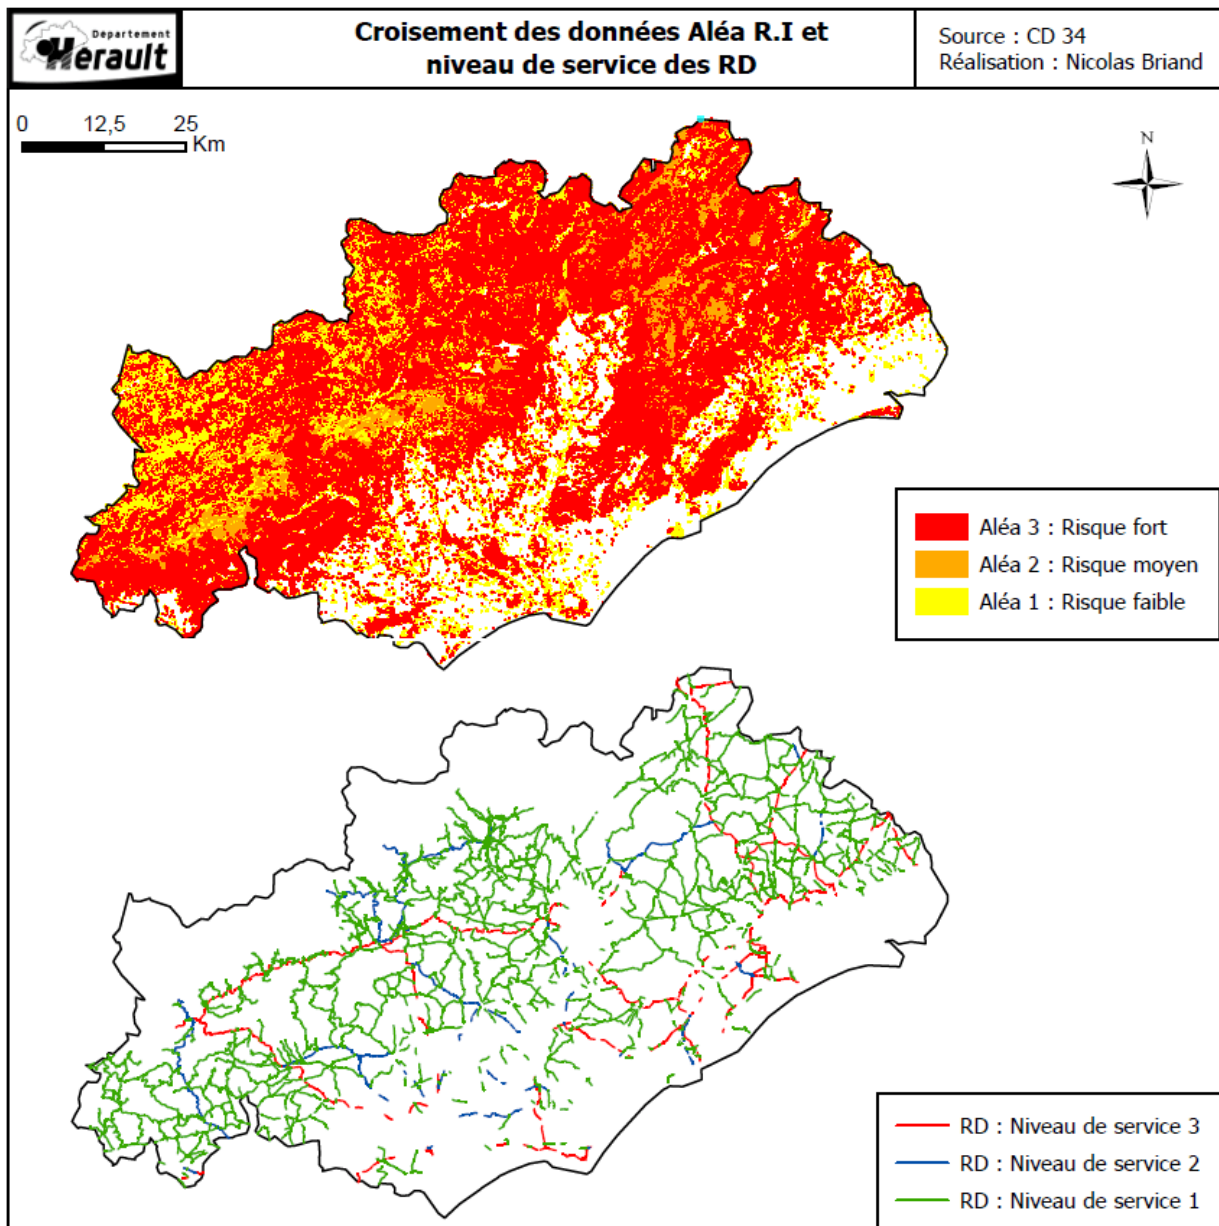 Departement
Hérault
Croisement des données Aléa R.I et
niveau de service des RD
Source : CD 34
Réalisation : Nicolas Briand
0 12,5 25
Km
N
Aléa 3 : Risque fort
Aléa 2 : Risque moyen
Aléa 1 : Risque faible
RD : Niveau de service 3
RD : Niveau de service 2
RD : Niveau de service 1